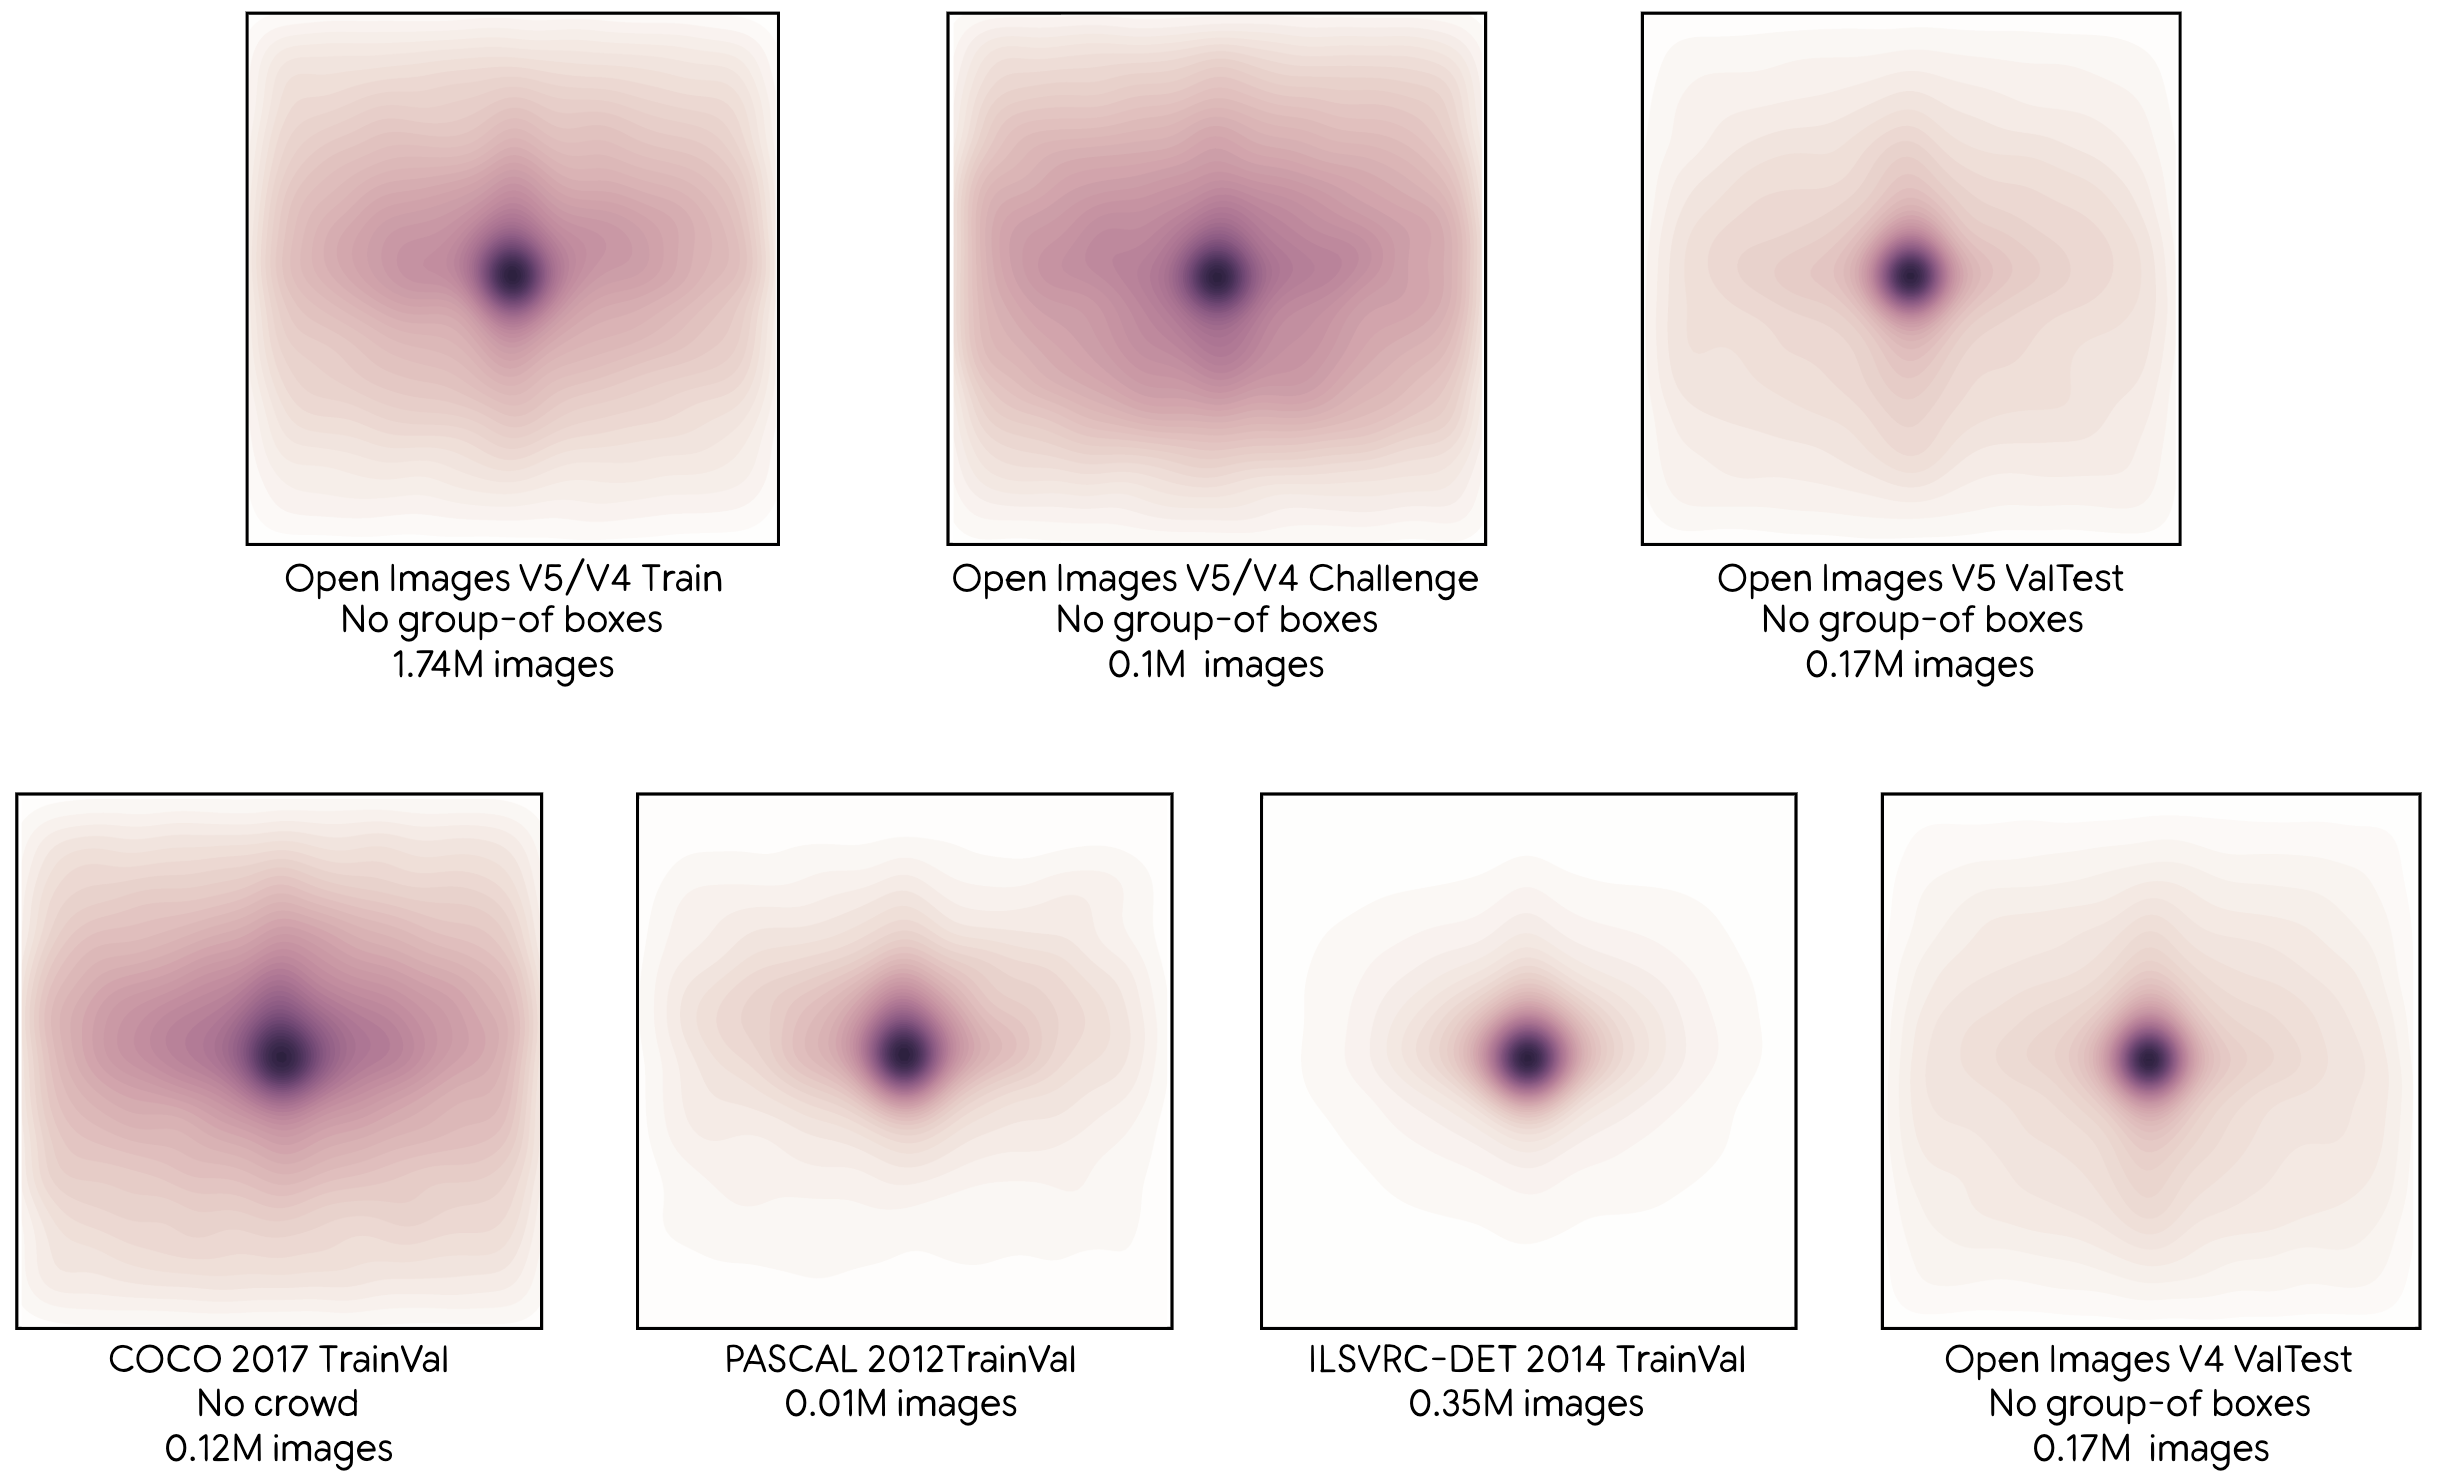 Open Images V5/V4 Train
No group-of boxes
1.74M images
Open Images V5/V4 Challenge
No group-of boxes
0.1M images
Open Images V5 ValTest
No group-of boxes
0.17M images
COCO 2017 TrainVal
No crowd
0.12M images
PASCAL 2012TrainVal
0.01M images
ILSVRC-DET 2014 TrainVal
0.35M images
Open Images V4 ValTest
No group-of boxes
0.17M images